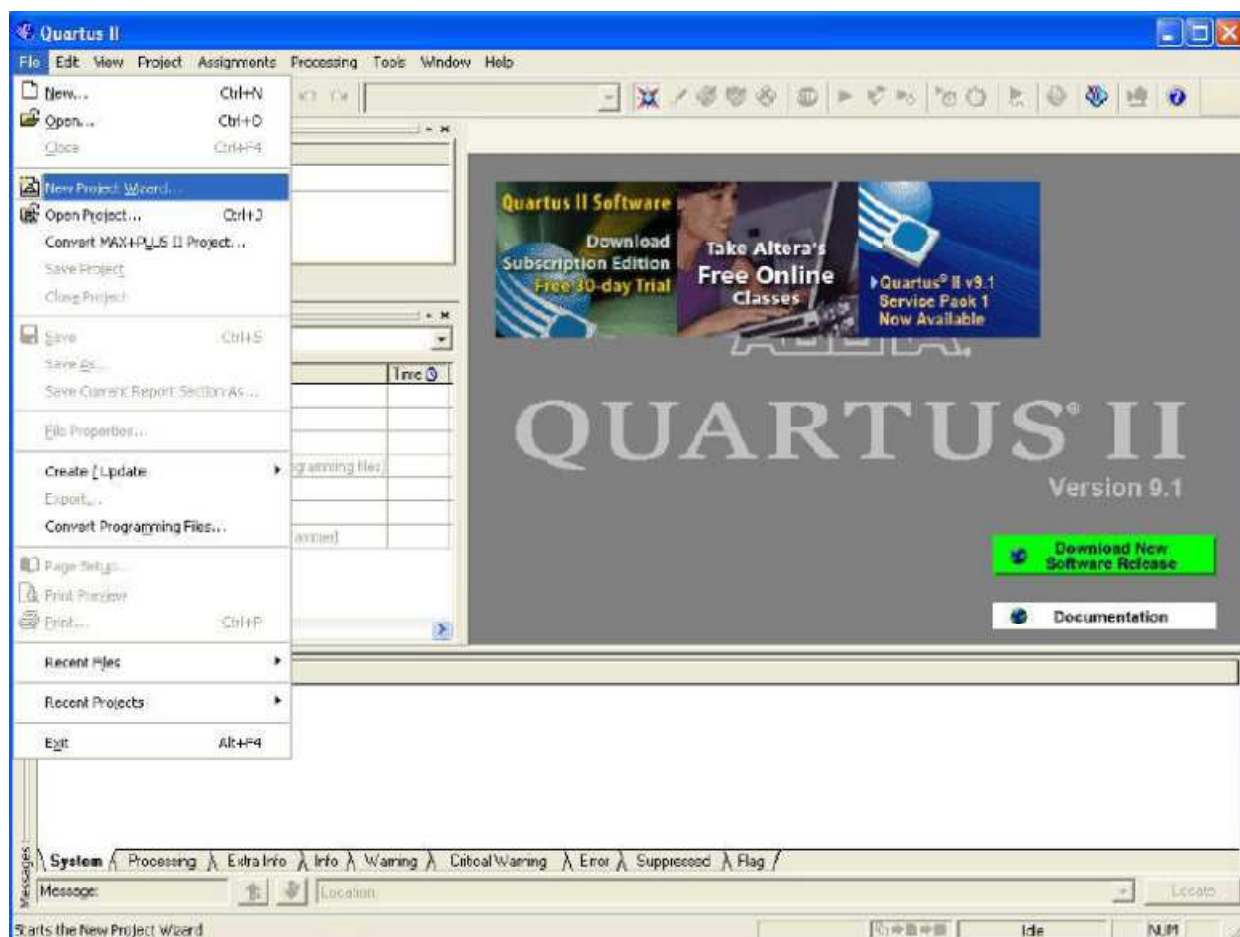 Quartus II
File Edit View Project Assignments Processing Tools Window Help
New... Ctrl+N
Open... Ctrl+O
Close Ctrl+F4
New Project Wizard...
Open Project... Ctrl+J
Convert MAX+PLUS II Project...
Save Project
Close Project
Save Ctrl+S
Save As...
Save Current Report Section As...
File Properties...
Create / Update
Export...
Convert Programming Files...
Page Setup...
Print Preview
Print... Ctrl+P
Recent Files
Recent Projects
Exit Alt+F4
Time
gramming files)
Quartus II Software
Download
Subscription Edition
Free 30-day Trial
Take Altera's
Free Online
Classes
Quartus® II v9.1
Service Pack 1
Now Available
QUARTUS® II
Version 9.1
Download New
Software Release
Documentation
Messages
System Processing Extra Info Info Warning Critical Warning Error Suppressed Flag
Message: Location: Locate
Starts the New Project Wizard Idle NUM